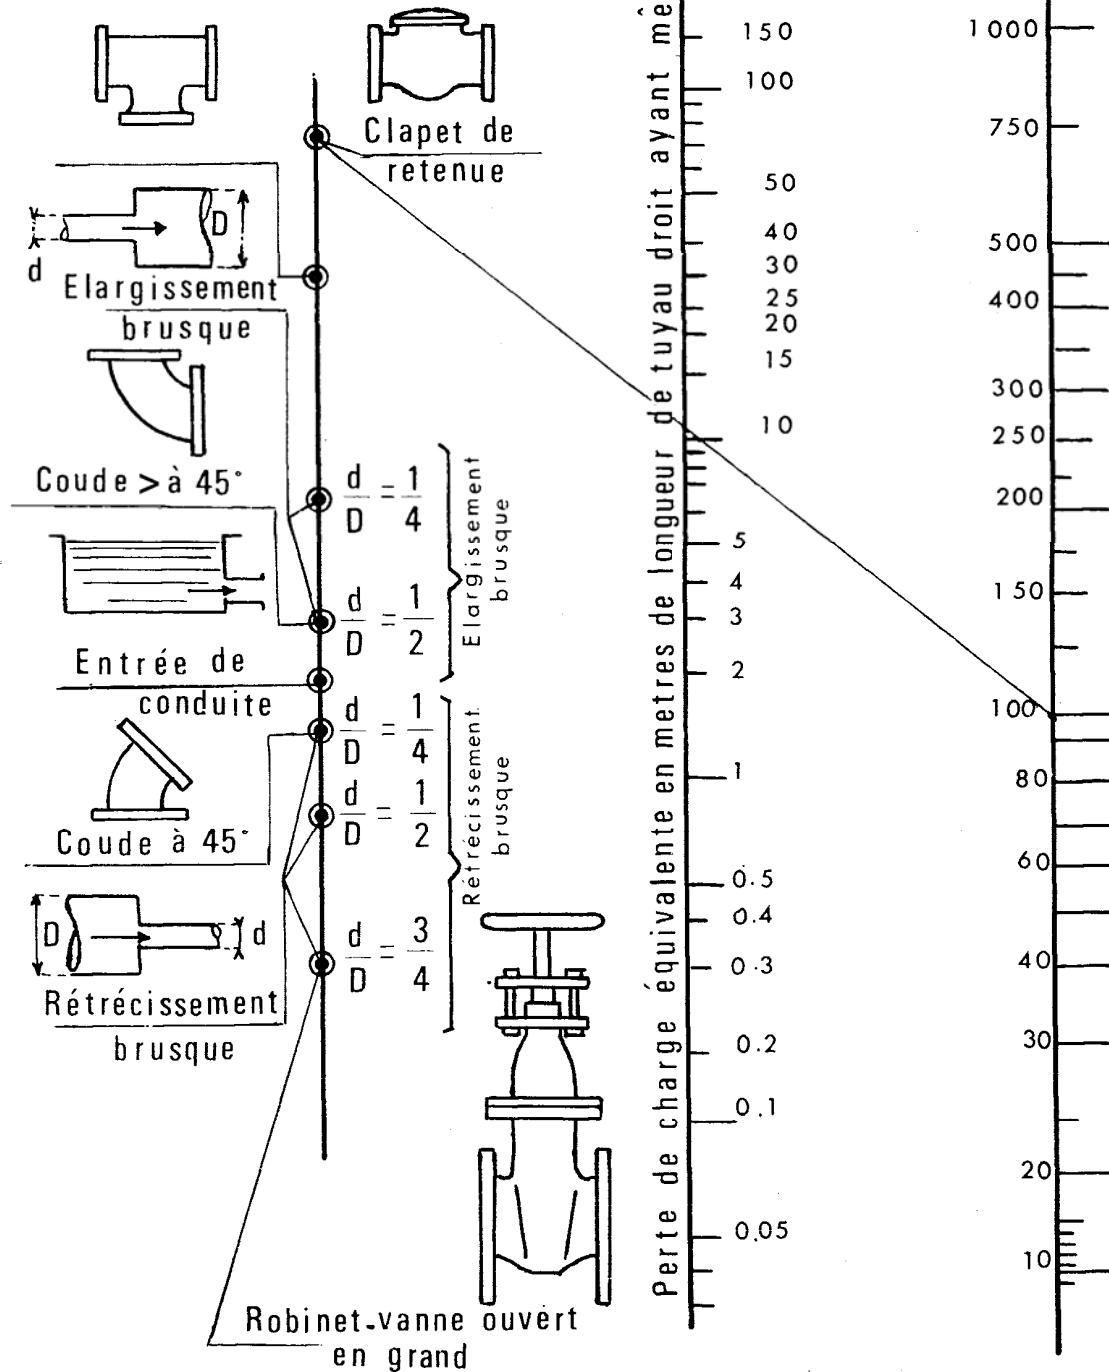 Clapet de
retenue
D
d
Elargissement
brusque
Coude > à 45°
Entrée de
conduite
Coude à 45°
D
d
Rétrécissement
brusque
d/D = 1/4
d/D = 1/2
Elargissement
brusque
d/D = 1/4
d/D = 1/2
d/D = 3/4
Rétrécissement
brusque
Robinet-vanne ouvert
en grand
Perte de charge équivalente en metres de longueur de tuyau droit ayant mê
150
100
50
40
30
25
20
15
10
5
4
3
2
1
0.5
0.4
0.3
0.2
0.1
0,05
1000
750
500
400
300
250
200
150
100
80
60
40
30
20
10